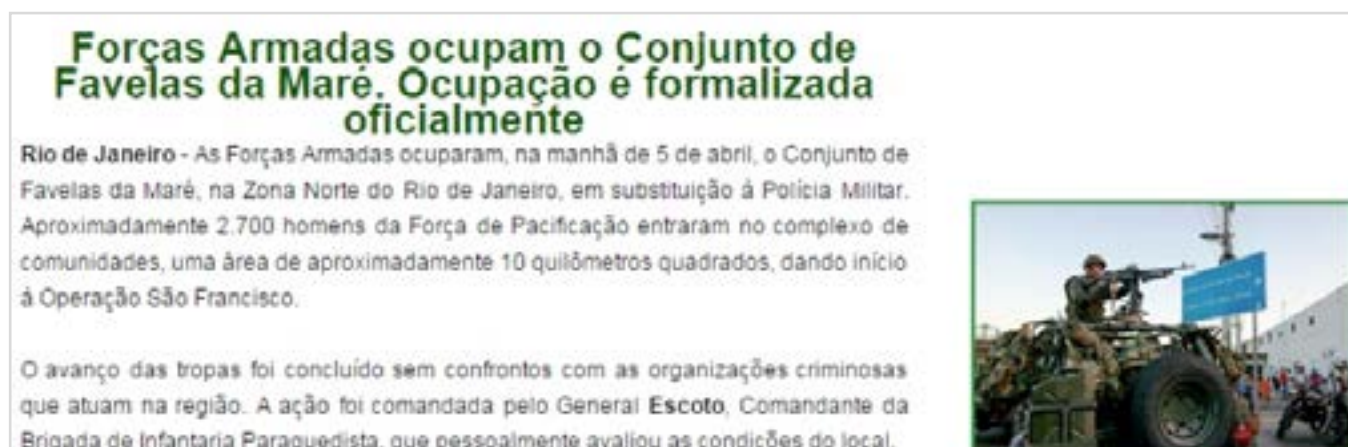 Forças Armadas ocupam o Conjunto de
Favelas da Maré. Ocupação é formalizada
oficialmente
Rio de Janeiro - As Forças Armadas ocuparam, na manhã de 5 de abril, o Conjunto de
Favelas da Maré, na Zona Norte do Rio de Janeiro, em substituição à Polícia Militar.
Aproximadamente 2.700 homens da Força de Pacificação entraram no complexo de
comunidades, uma área de aproximadamente 10 quilômetros quadrados, dando início
à Operação São Francisco.
O avanço das tropas foi concluído sem confrontos com as organizações criminosas
que atuam na região. A ação foi comandada pelo General Escoto, Comandante da
Brigada de Infantaria Paraquedista, que pessoalmente avaliou as condições do local.